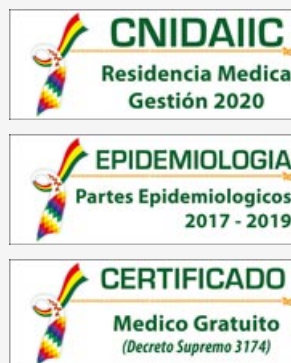 CNIDAIIC
Residencia Medica
Gestión 2020
EPIDEMIOLOGIA
Partes Epidemiologicos
2017 - 2019
CERTIFICADO
Medico Gratuito
(Decreto Supremo 3174)